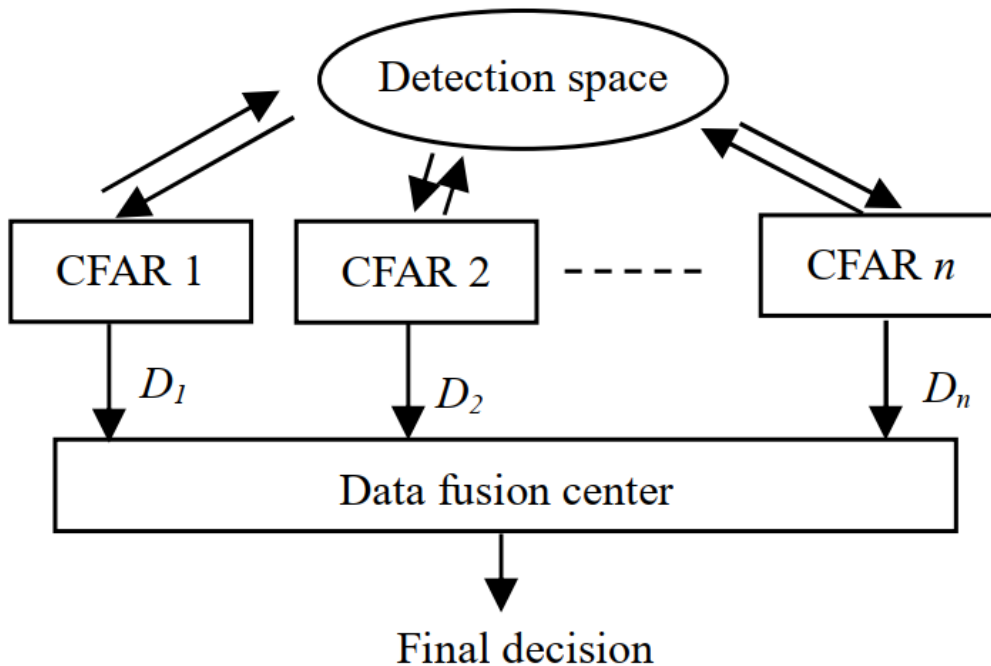 Detection space
CFAR 1
CFAR 2
CFAR n
D1
D2
Dn
Data fusion center
Final decision